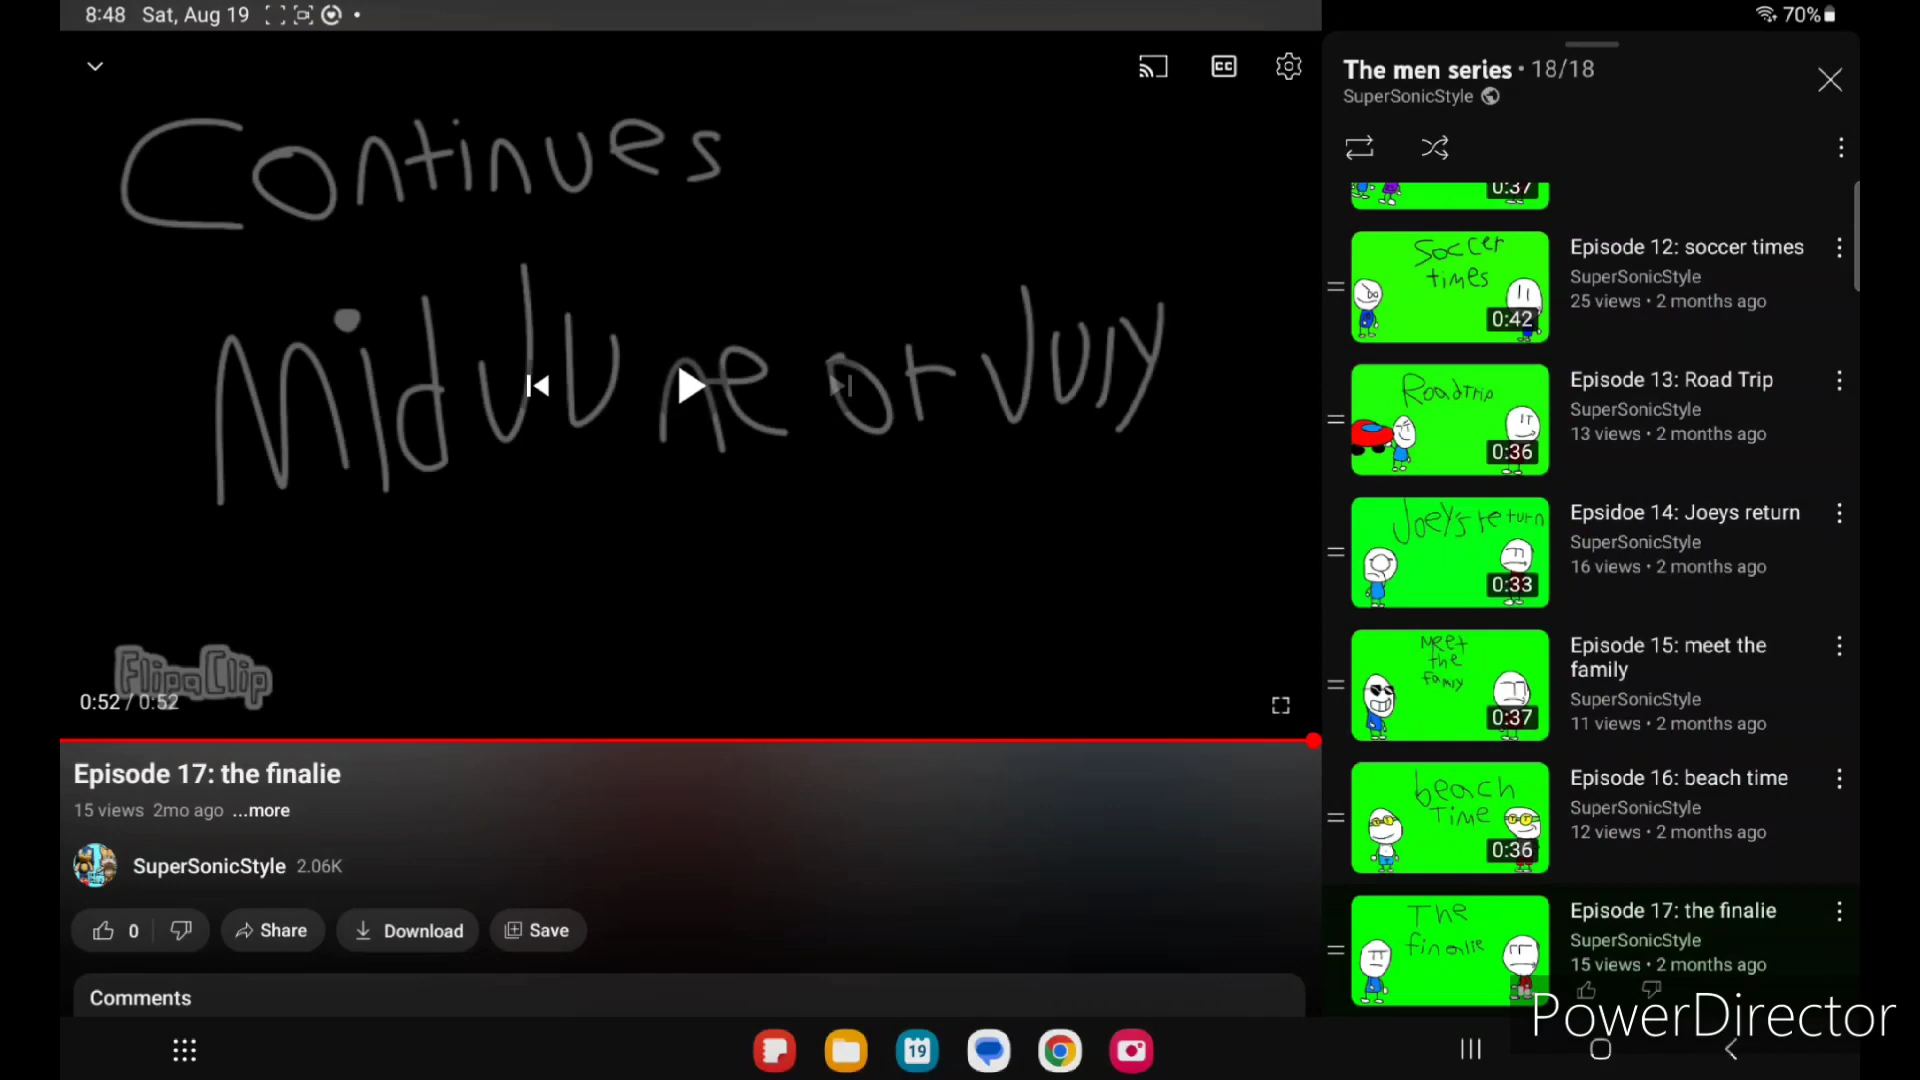 8:48 Sat, Aug 19
70%
Continues
Mid JUne or JUly
FlipaClip
0:52 / 0:52
Episode 17: the finalie
15 views 2mo ago ...more
SuperSonicStyle 2.06K
0
Share
Download
Save
Comments
The men series • 18/18
SuperSonicStyle
0:37
Soccer
times
0:42
Episode 12: soccer times
SuperSonicStyle
25 views • 2 months ago
Roadtrip
0:36
Episode 13: Road Trip
SuperSonicStyle
13 views • 2 months ago
Joey's return
0:33
Epsidoe 14: Joeys return
SuperSonicStyle
16 views • 2 months ago
Meet
the
famiy
0:37
Episode 15: meet the
family
SuperSonicStyle
11 views • 2 months ago
beach
Time
0:36
Episode 16: beach time
SuperSonicStyle
12 views • 2 months ago
The
finalie
Episode 17: the finalie
SuperSonicStyle
15 views • 2 months ago
19
PowerDirector